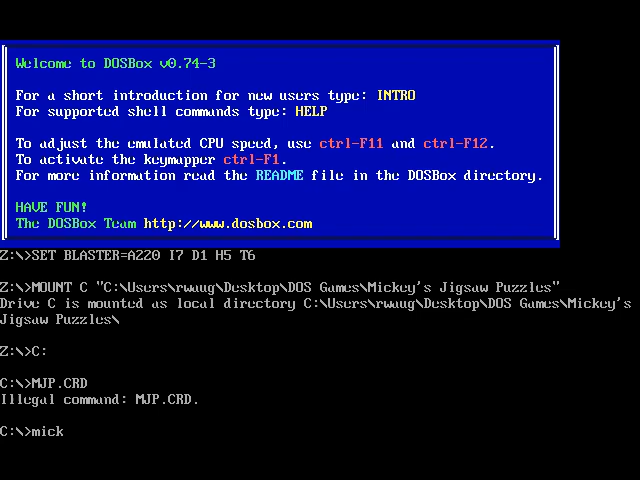 Welcome to DOSBox v0.74-3
For a short introduction for new users type: INTRO
For supported shell commands type: HELP
To adjust the emulated CPU speed, use ctrl-F11 and ctrl-F12.
To activate the keymapper ctrl-F1.
For more information read the README file in the DOSBox directory.
HAVE FUN!
The DOSBox Team http://www.dosbox.com
Z:\>SET BLASTER=A220 I7 D1 H5 T6
Z:\>MOUNT C "C:\Users\rwaug\Desktop\DOS Games\Mickey's Jigsaw Puzzles"
Drive C is mounted as local directory C:\Users\rwaug\Desktop\DOS Games\Mickey's
Jigsaw Puzzles\
Z:\>C:
C:\>MJP.CRD
Illegal command: MJP.CRD.
C:\>mick